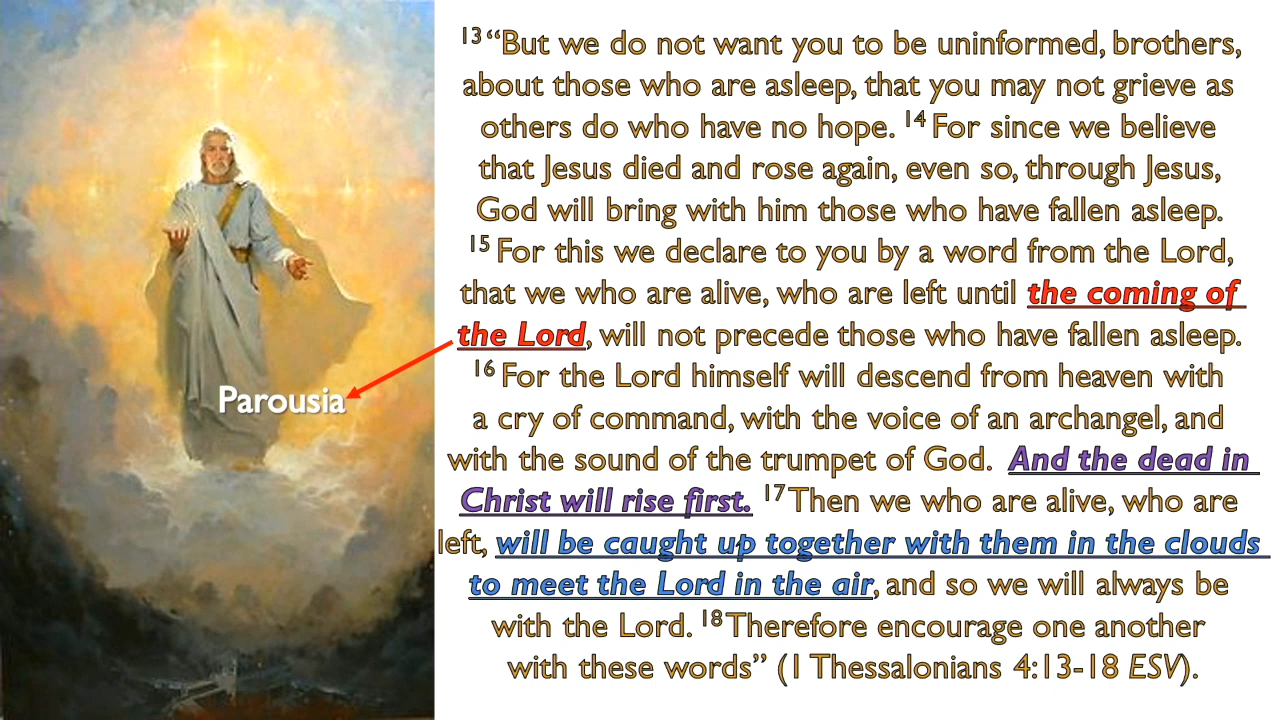 13 “But we do not want you to be uninformed, brothers,
about those who are asleep, that you may not grieve as
others do who have no hope. 14 For since we believe
that Jesus died and rose again, even so, through Jesus,
God will bring with him those who have fallen asleep.
15 For this we declare to you by a word from the Lord,
that we who are alive, who are left until the coming of
the Lord, will not precede those who have fallen asleep.
16 For the Lord himself will descend from heaven with
a cry of command, with the voice of an archangel, and
with the sound of the trumpet of God. And the dead in
Christ will rise first. 17 Then we who are alive, who are
left, will be caught up together with them in the clouds
to meet the Lord in the air, and so we will always be
with the Lord. 18 Therefore encourage one another
with these words” (1 Thessalonians 4:13-18 ESV).
Parousia